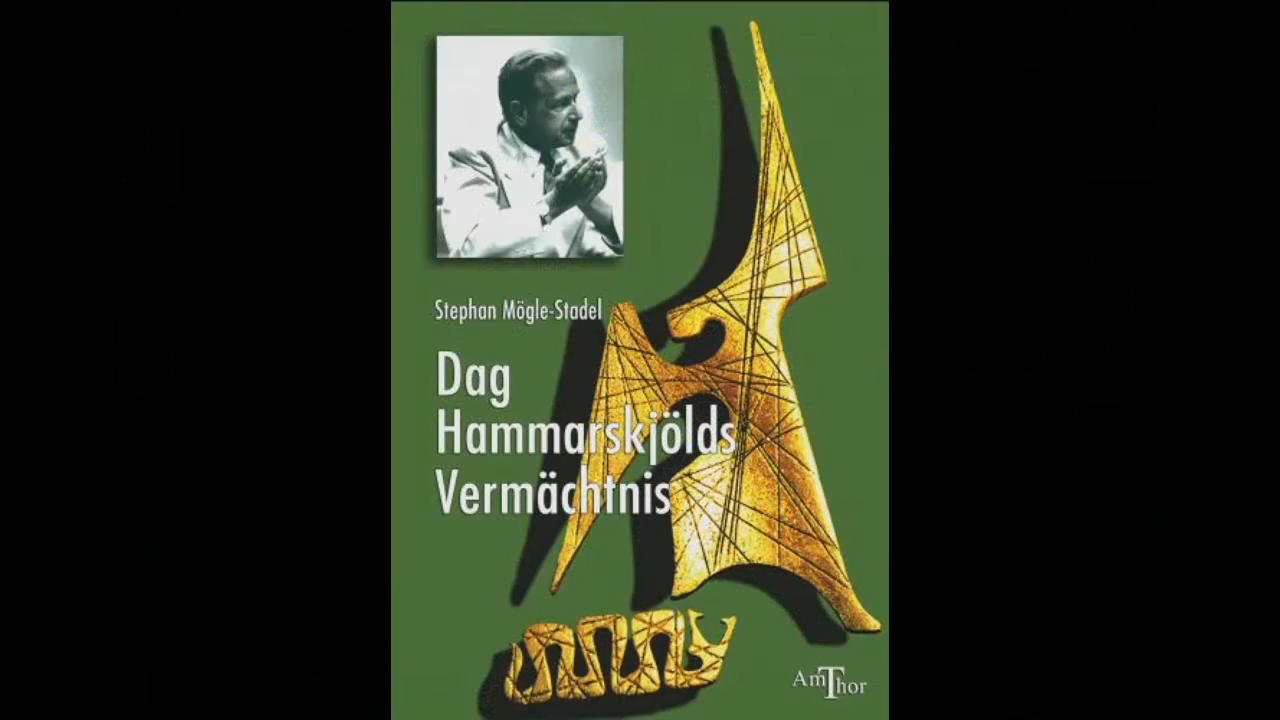 Stephan Mögle-Stadel
Dag
Hammarskjölds
Vermächtnis
AmThor